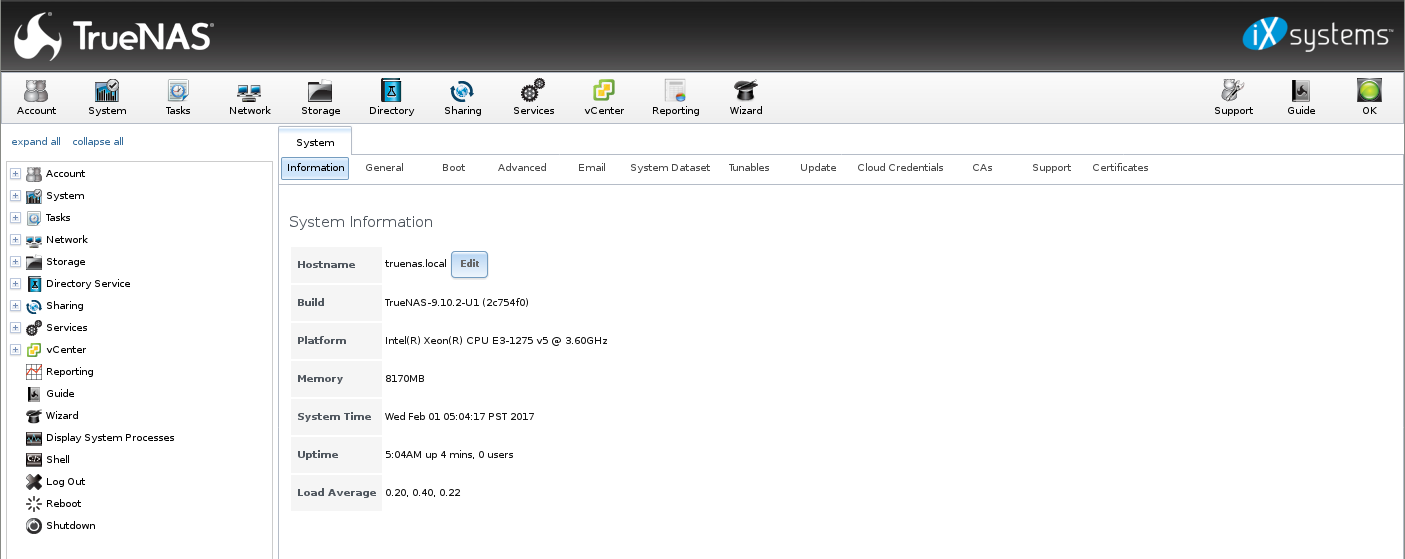 TrueNAS®
iXsystems™
Account System Tasks Network Storage Directory Sharing Services vCenter Reporting Wizard Support Guide OK
expand all collapse all
Account
System
Tasks
Network
Storage
Directory Service
Sharing
Services
vCenter
Reporting
Guide
Wizard
Display System Processes
Shell
Log Out
Reboot
Shutdown
System
Information General Boot Advanced Email System Dataset Tunables Update Cloud Credentials CAs Support Certificates
System Information
Hostname truenas.local Edit
Build TrueNAS-9.10.2-U1 (2c754f0)
Platform Intel(R) Xeon(R) CPU E3-1275 v5 @ 3.60GHz
Memory 8170MB
System Time Wed Feb 01 05:04:17 PST 2017
Uptime 5:04AM up 4 mins, 0 users
Load Average 0.20, 0.40, 0.22